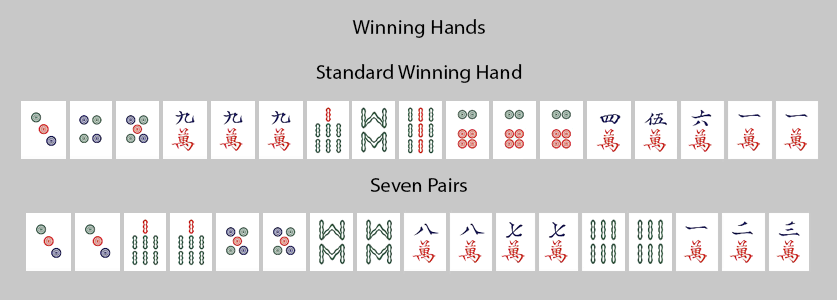 Winning Hands
Standard Winning Hand
九 九 九 四 伍 六 一 一
萬 萬 萬 萬 萬 萬 萬 萬
Seven Pairs
八 八 七 七 一 二 三
萬 萬 萬 萬 萬 萬 萬